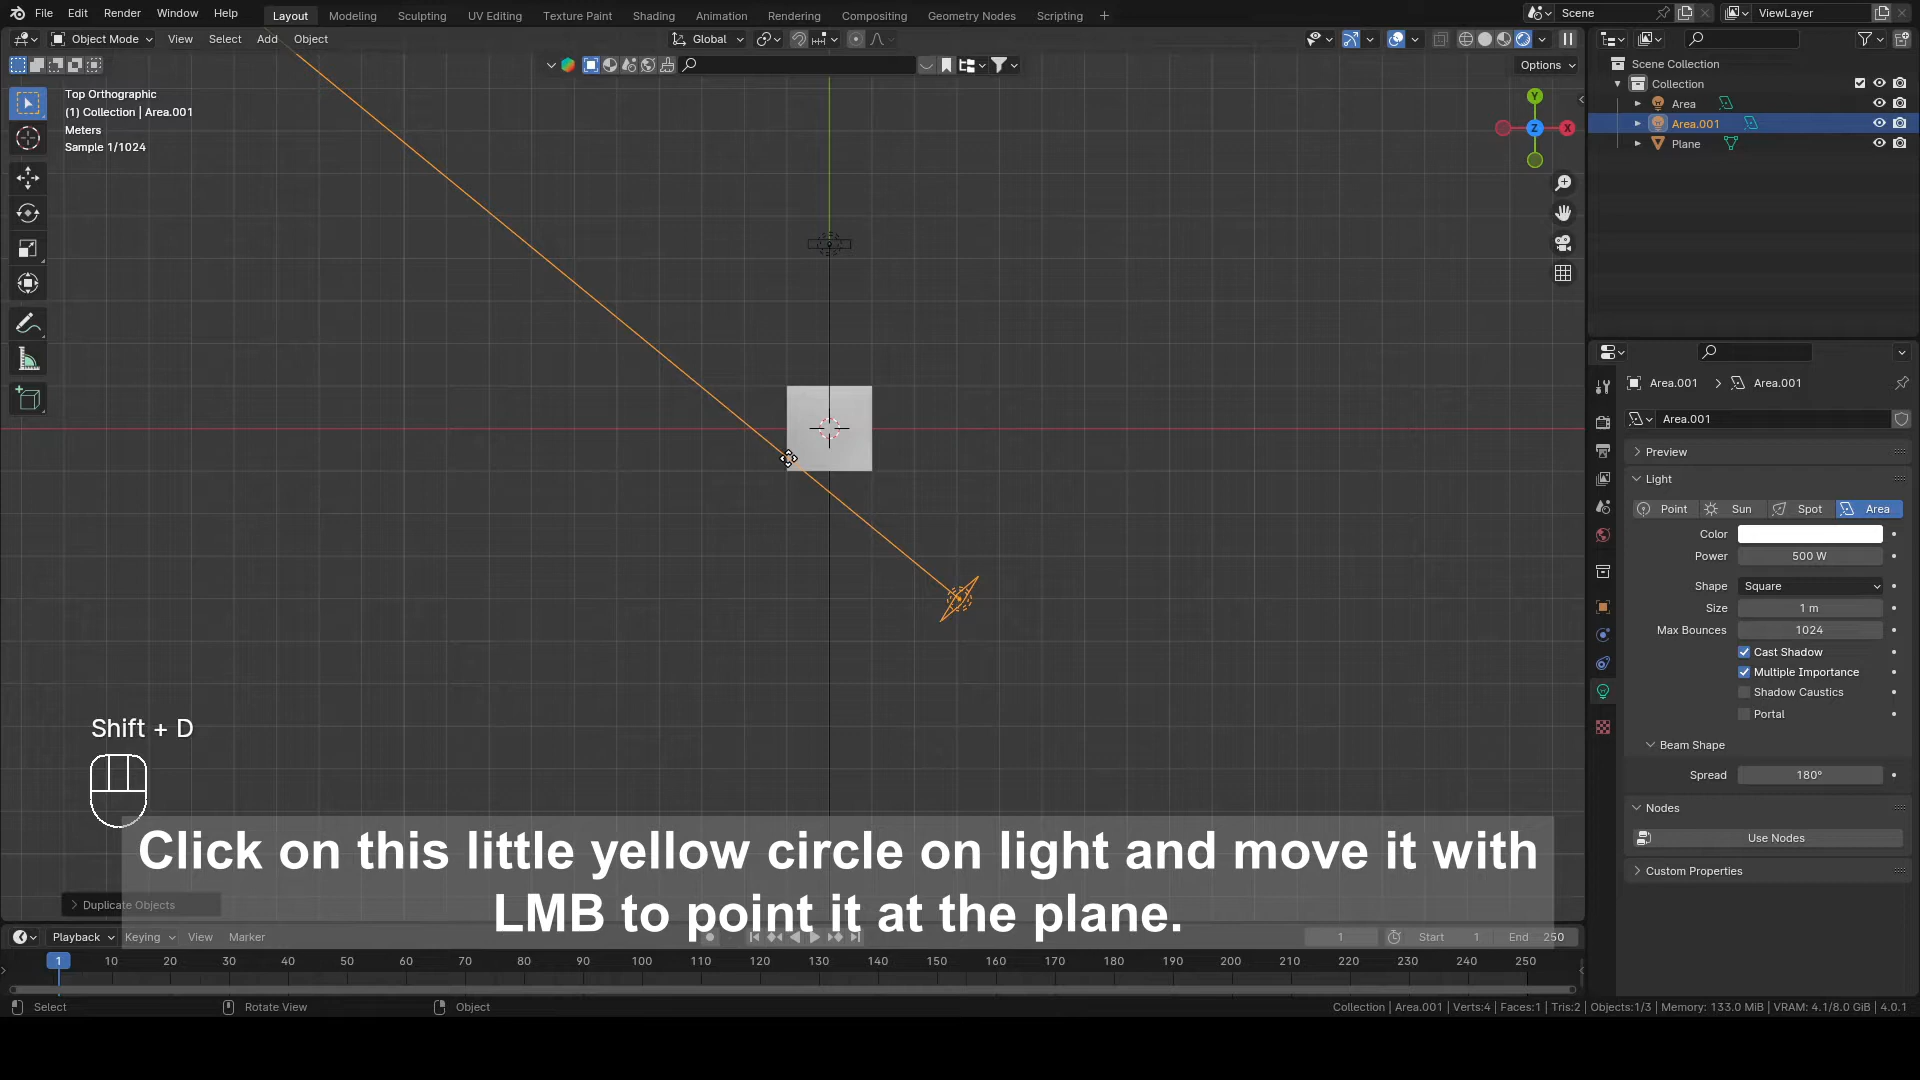 File Edit Render Window Help
Layout Modeling Sculpting UV Editing Texture Paint Shading Animation Rendering Compositing Geometry Nodes Scripting +
Scene
ViewLayer
Object Mode View Select Add Object
Global
Options
Top Orthographic
(1) Collection | Area.001
Meters
Sample 1/1024
Y
Z
X
Scene Collection
Collection
Area
Area.001
Plane
Area.001 > Area.001
Area.001
Preview
Light
Point Sun Spot Area
Color
Power 500 W
Shape Square
Size 1 m
Max Bounces 1024
Cast Shadow
Multiple Importance
Shadow Caustics
Portal
Beam Shape
Spread 180°
Nodes
Use Nodes
Custom Properties
Shift + D
Click on this little yellow circle on light and move it with
LMB to point it at the plane.
Duplicate Objects
Playback Keying View Marker
1 Start 1 End 250
1 10 20 30 40 50 60 70 80 90 100 110 120 130 140 150 160 170 180 190 200 210 220 230 240 250
Select Rotate View Object
Collection | Area.001 | Verts:4 | Faces:1 | Tris:2 | Objects:1/3 | Memory: 133.0 MiB | VRAM: 4.1/8.0 GiB | 4.0.1